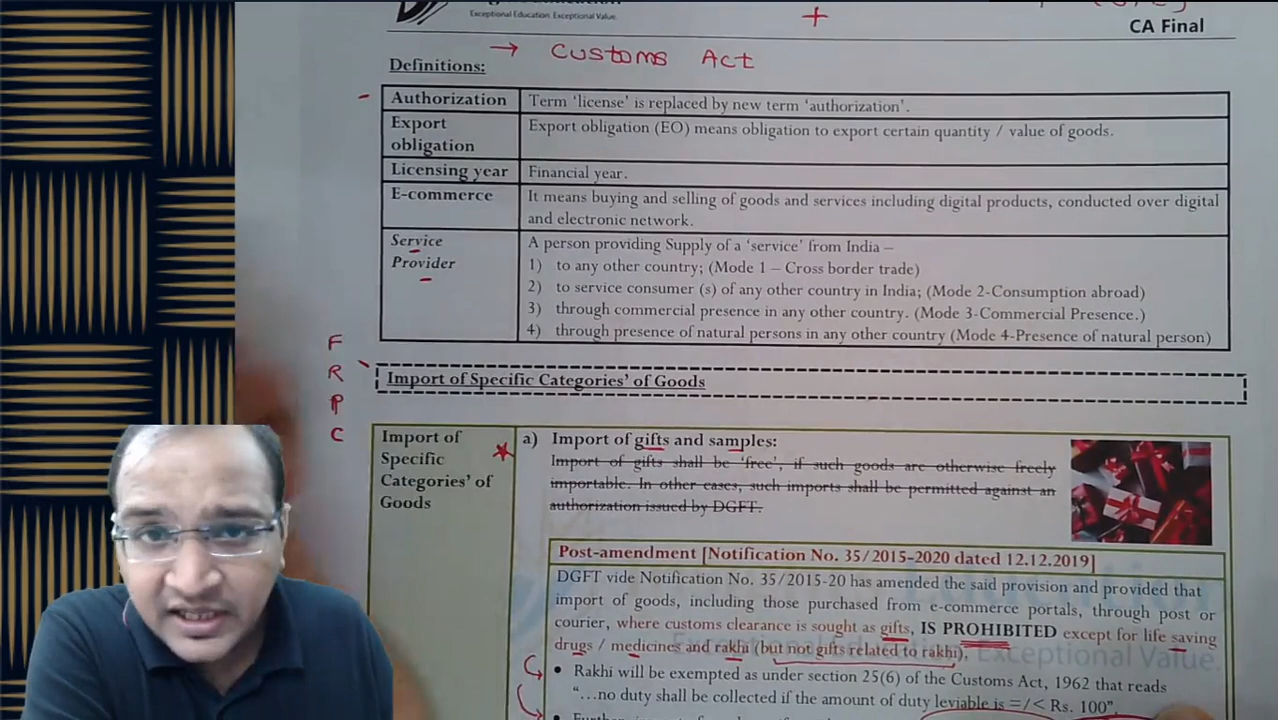 Exceptional Education. Exceptional Value.
+
CA Final
→ Customs Act
Definitions:
Authorization
Term 'license' is replaced by new term 'authorization'.
Export
obligation
Export obligation (EO) means obligation to export certain quantity / value of goods.
Licensing year
Financial year.
E-commerce
It means buying and selling of goods and services including digital products, conducted over digital
and electronic network.
Service
Provider
A person providing Supply of a 'service' from India –
1) to any other country; (Mode 1 – Cross border trade)
2) to service consumer (s) of any other country in India; (Mode 2-Consumption abroad)
3) through commercial presence in any other country. (Mode 3-Commercial Presence.)
4) through presence of natural persons in any other country (Mode 4-Presence of natural person)
F
R
P
C
Import of Specific Categories' of Goods
Import of
Specific
Categories' of
Goods
a) Import of gifts and samples:
Import of gifts shall be 'free', if such goods are otherwise freely
importable. In other cases, such imports shall be permitted against an
authorization issued by DGFT.
Post-amendment [Notification No. 35/2015-2020 dated 12.12.2019]
DGFT vide Notification No. 35/2015-20 has amended the said provision and provided that
import of goods, including those purchased from e-commerce portals, through post or
courier, where customs clearance is sought as gifts, IS PROHIBITED except for life saving
drugs / medicines and rakhi (but not gifts related to rakhi).
• Rakhi will be exempted as under section 25(6) of the Customs Act, 1962 that reads
"...no duty shall be collected if the amount of duty leviable is =/< Rs. 100".